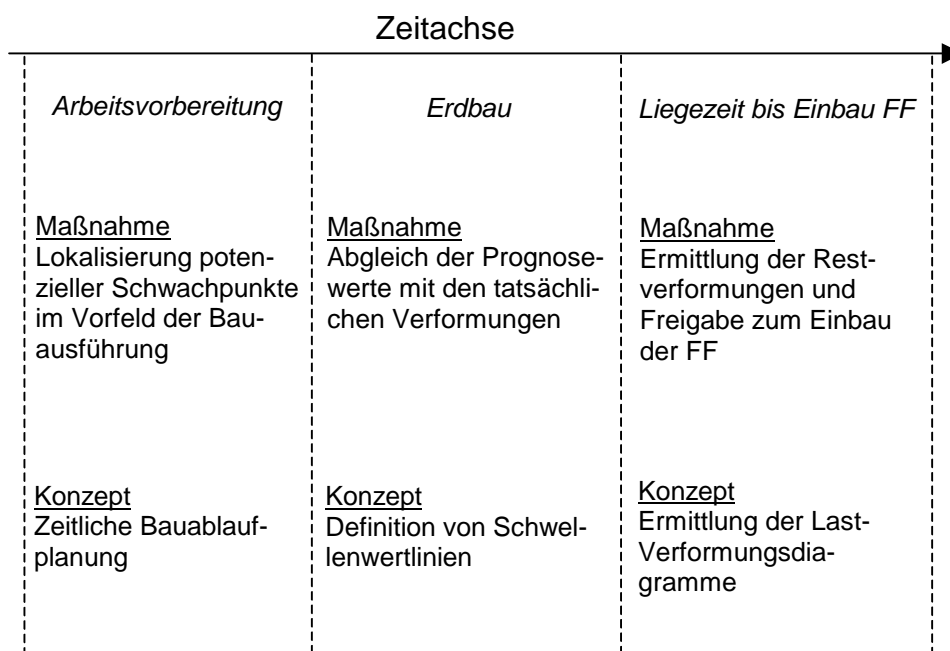 Zeitachse
Arbeitsvorbereitung
Erdbau
Liegezeit bis Einbau FF
Maßnahme
Lokalisierung poten-
zieller Schwachpunkte
im Vorfeld der Bau-
ausführung
Maßnahme
Abgleich der Prognose-
werte mit den tatsächli-
chen Verformungen
Maßnahme
Ermittlung der Rest-
verformungen und
Freigabe zum Einbau
der FF
Konzept
Zeitliche Bauablauf-
planung
Konzept
Definition von Schwel-
lenwertlinien
Konzept
Ermittlung der Last-
Verformungsdia-
gramme